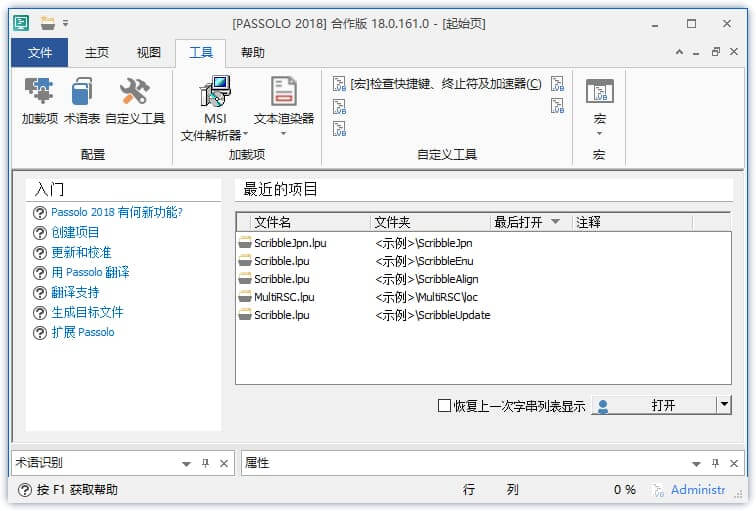 [PASSOLO 2018] 合作版 18.0.161.0 - [起始页]
文件 主页 视图 工具 帮助
[宏]检查快捷键、终止符及加速器(C)
加载项 术语表 自定义工具 MSI 文件解析器 文本渲染器 宏
配置 加载项 自定义工具 宏
入门
Passolo 2018 有何新功能?
创建项目
更新和校准
用 Passolo 翻译
翻译支持
生成目标文件
扩展 Passolo
最近的项目
文件名 文件夹 最后打开 注释
ScribbleJpn.lpu <示例>\ScribbleJpn
Scribble.lpu <示例>\ScribbleEnu
Scribble.lpu <示例>\ScribbleAlign
MultiRSC.lpu <示例>\MultiRSC\loc
Scribble.lpu <示例>\ScribbleUpdate
恢复上一次字串列表显示 打开
术语识别 属性
按 F1 获取帮助 行 列 0 % Administr